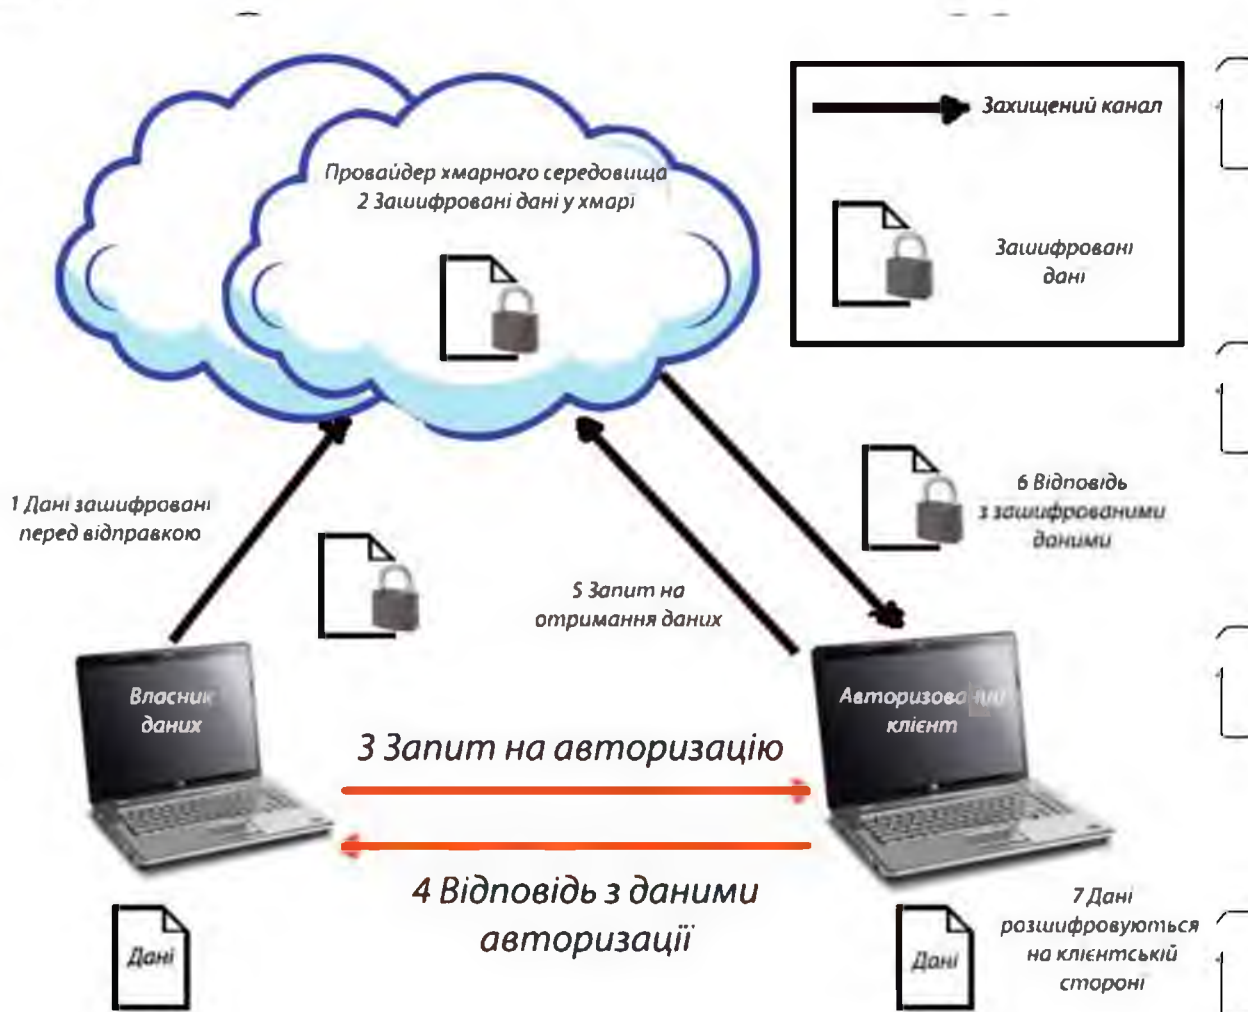 Захищений канал
Провайдер хмарного середовища
2 Зашифровані дані у хмарі
Зашифровані
дані
1 Дані зашифровані
перед відправкою
6 Відповідь
з зашифрованими
даними
5 Запит на
отримання даних
Власник
даних
Авторизований
клієнт
3 Запит на авторизацію
4 Відповідь з даними
авторизації
Дані
Дані
7 Дані
розшифровуються
на клієнтській
стороні